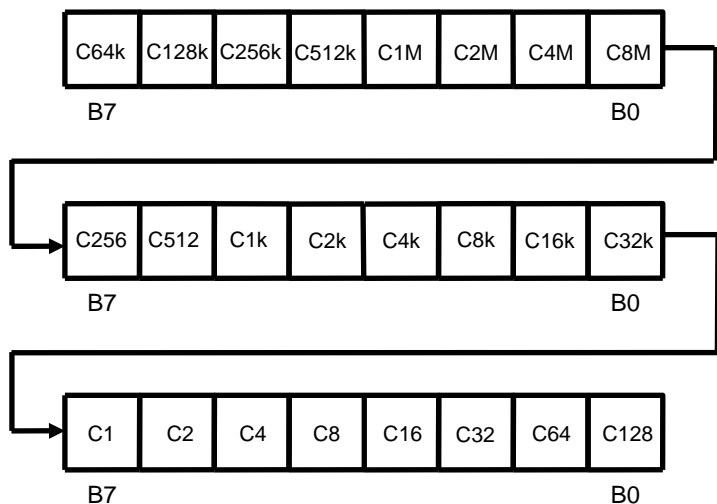 C64k C128k C256k C512k C1M C2M C4M C8M
B7 B0
C256 C512 C1k C2k C4k C8k C16k C32k
B7 B0
C1 C2 C4 C8 C16 C32 C64 C128
B7 B0